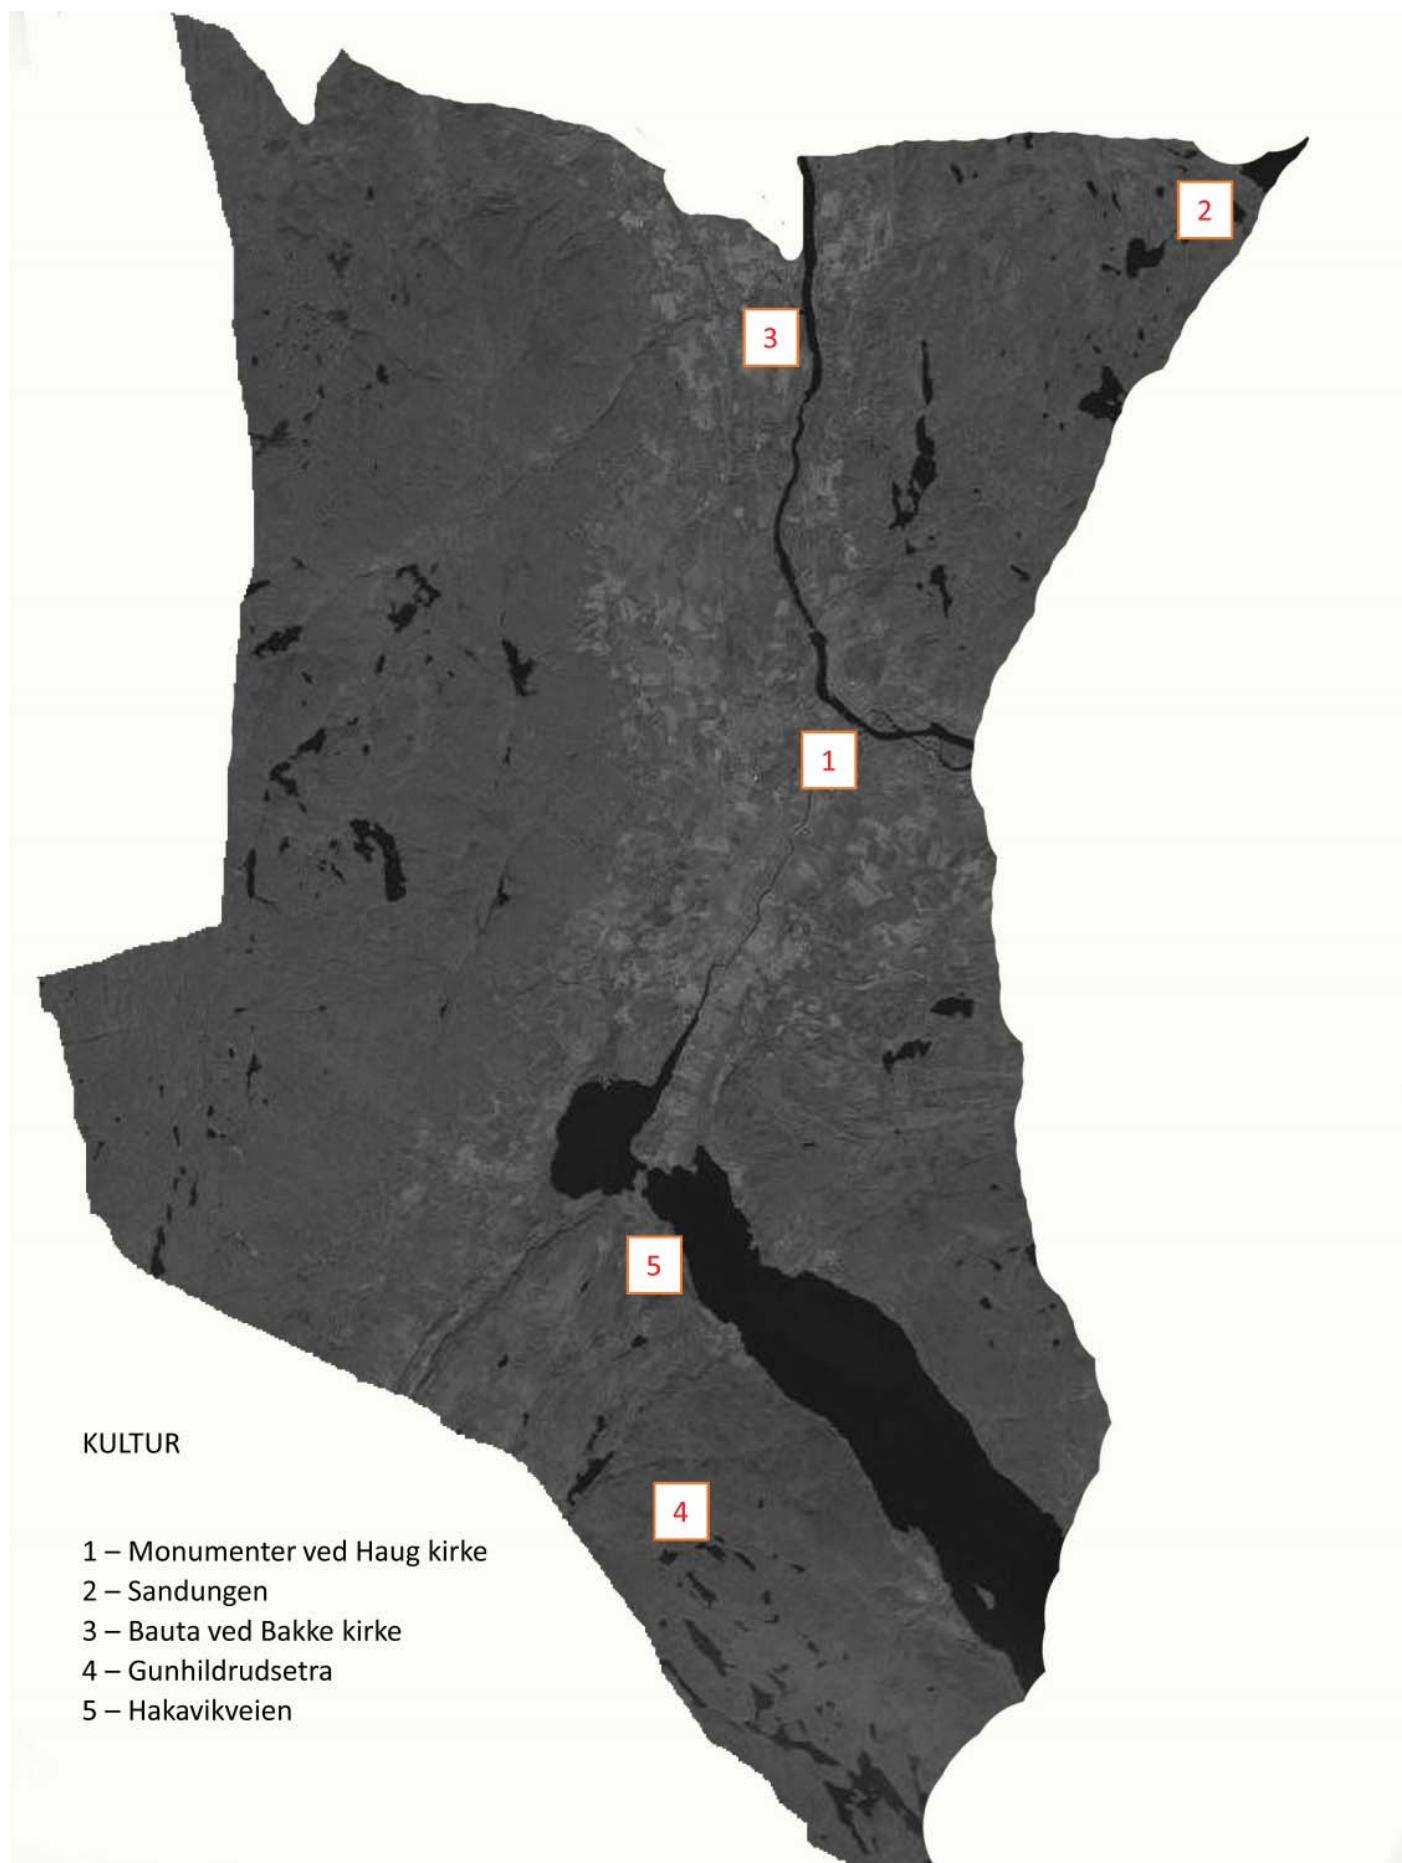 2
3
1
5
4
KULTUR
1 – Monumenter ved Haug kirke
2 – Sandungen
3 – Bauta ved Bakke kirke
4 – Gunhildrudsetra
5 – Hakavikveien